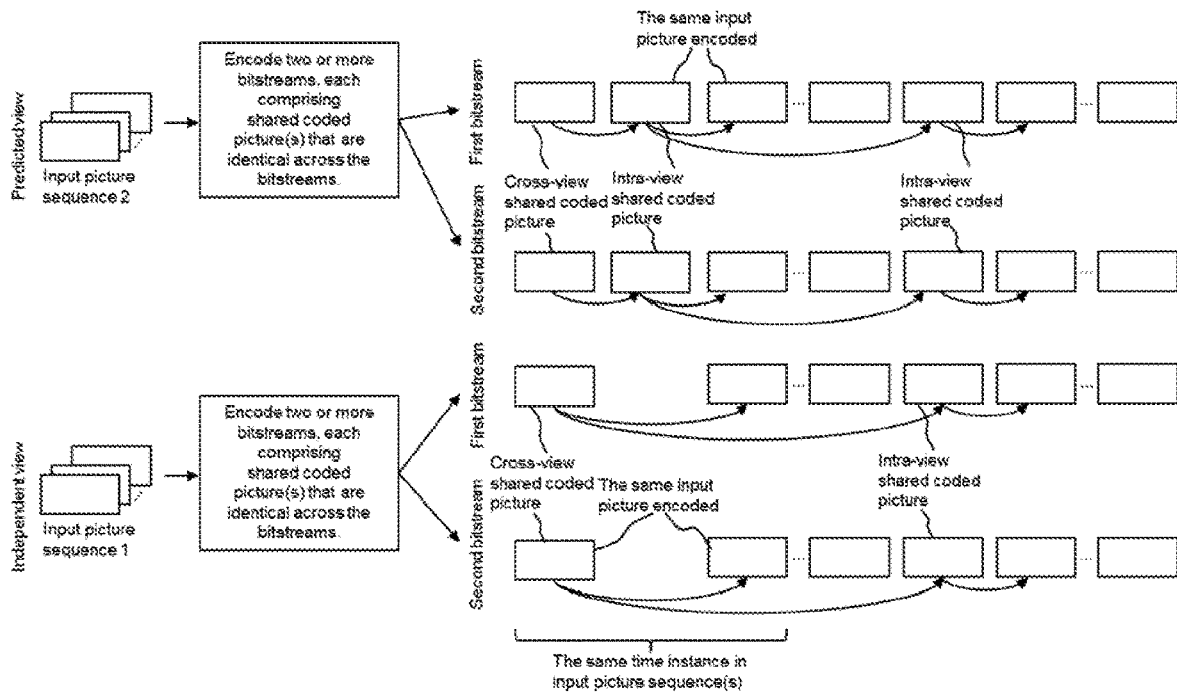 The same input
picture encoded
Predicted view
Input picture
sequence 2
Encode two or more
bitstreams, each
comprising
shared coded
picture(s) that are
identical across the
bitstreams.
First bitstream
Cross-view
shared coded
picture
Intra-view
shared coded
picture
Intra-view
shared coded
picture
Second bitstream
Independent view
Input picture
sequence 1
Encode two or more
bitstreams, each
comprising
shared coded
picture(s) that are
identical across the
bitstreams.
First bitstream
Cross-view
shared coded
picture
The same input
picture encoded
Intra-view
shared coded
picture
Second bitstream
The same time instance in
input picture sequence(s)